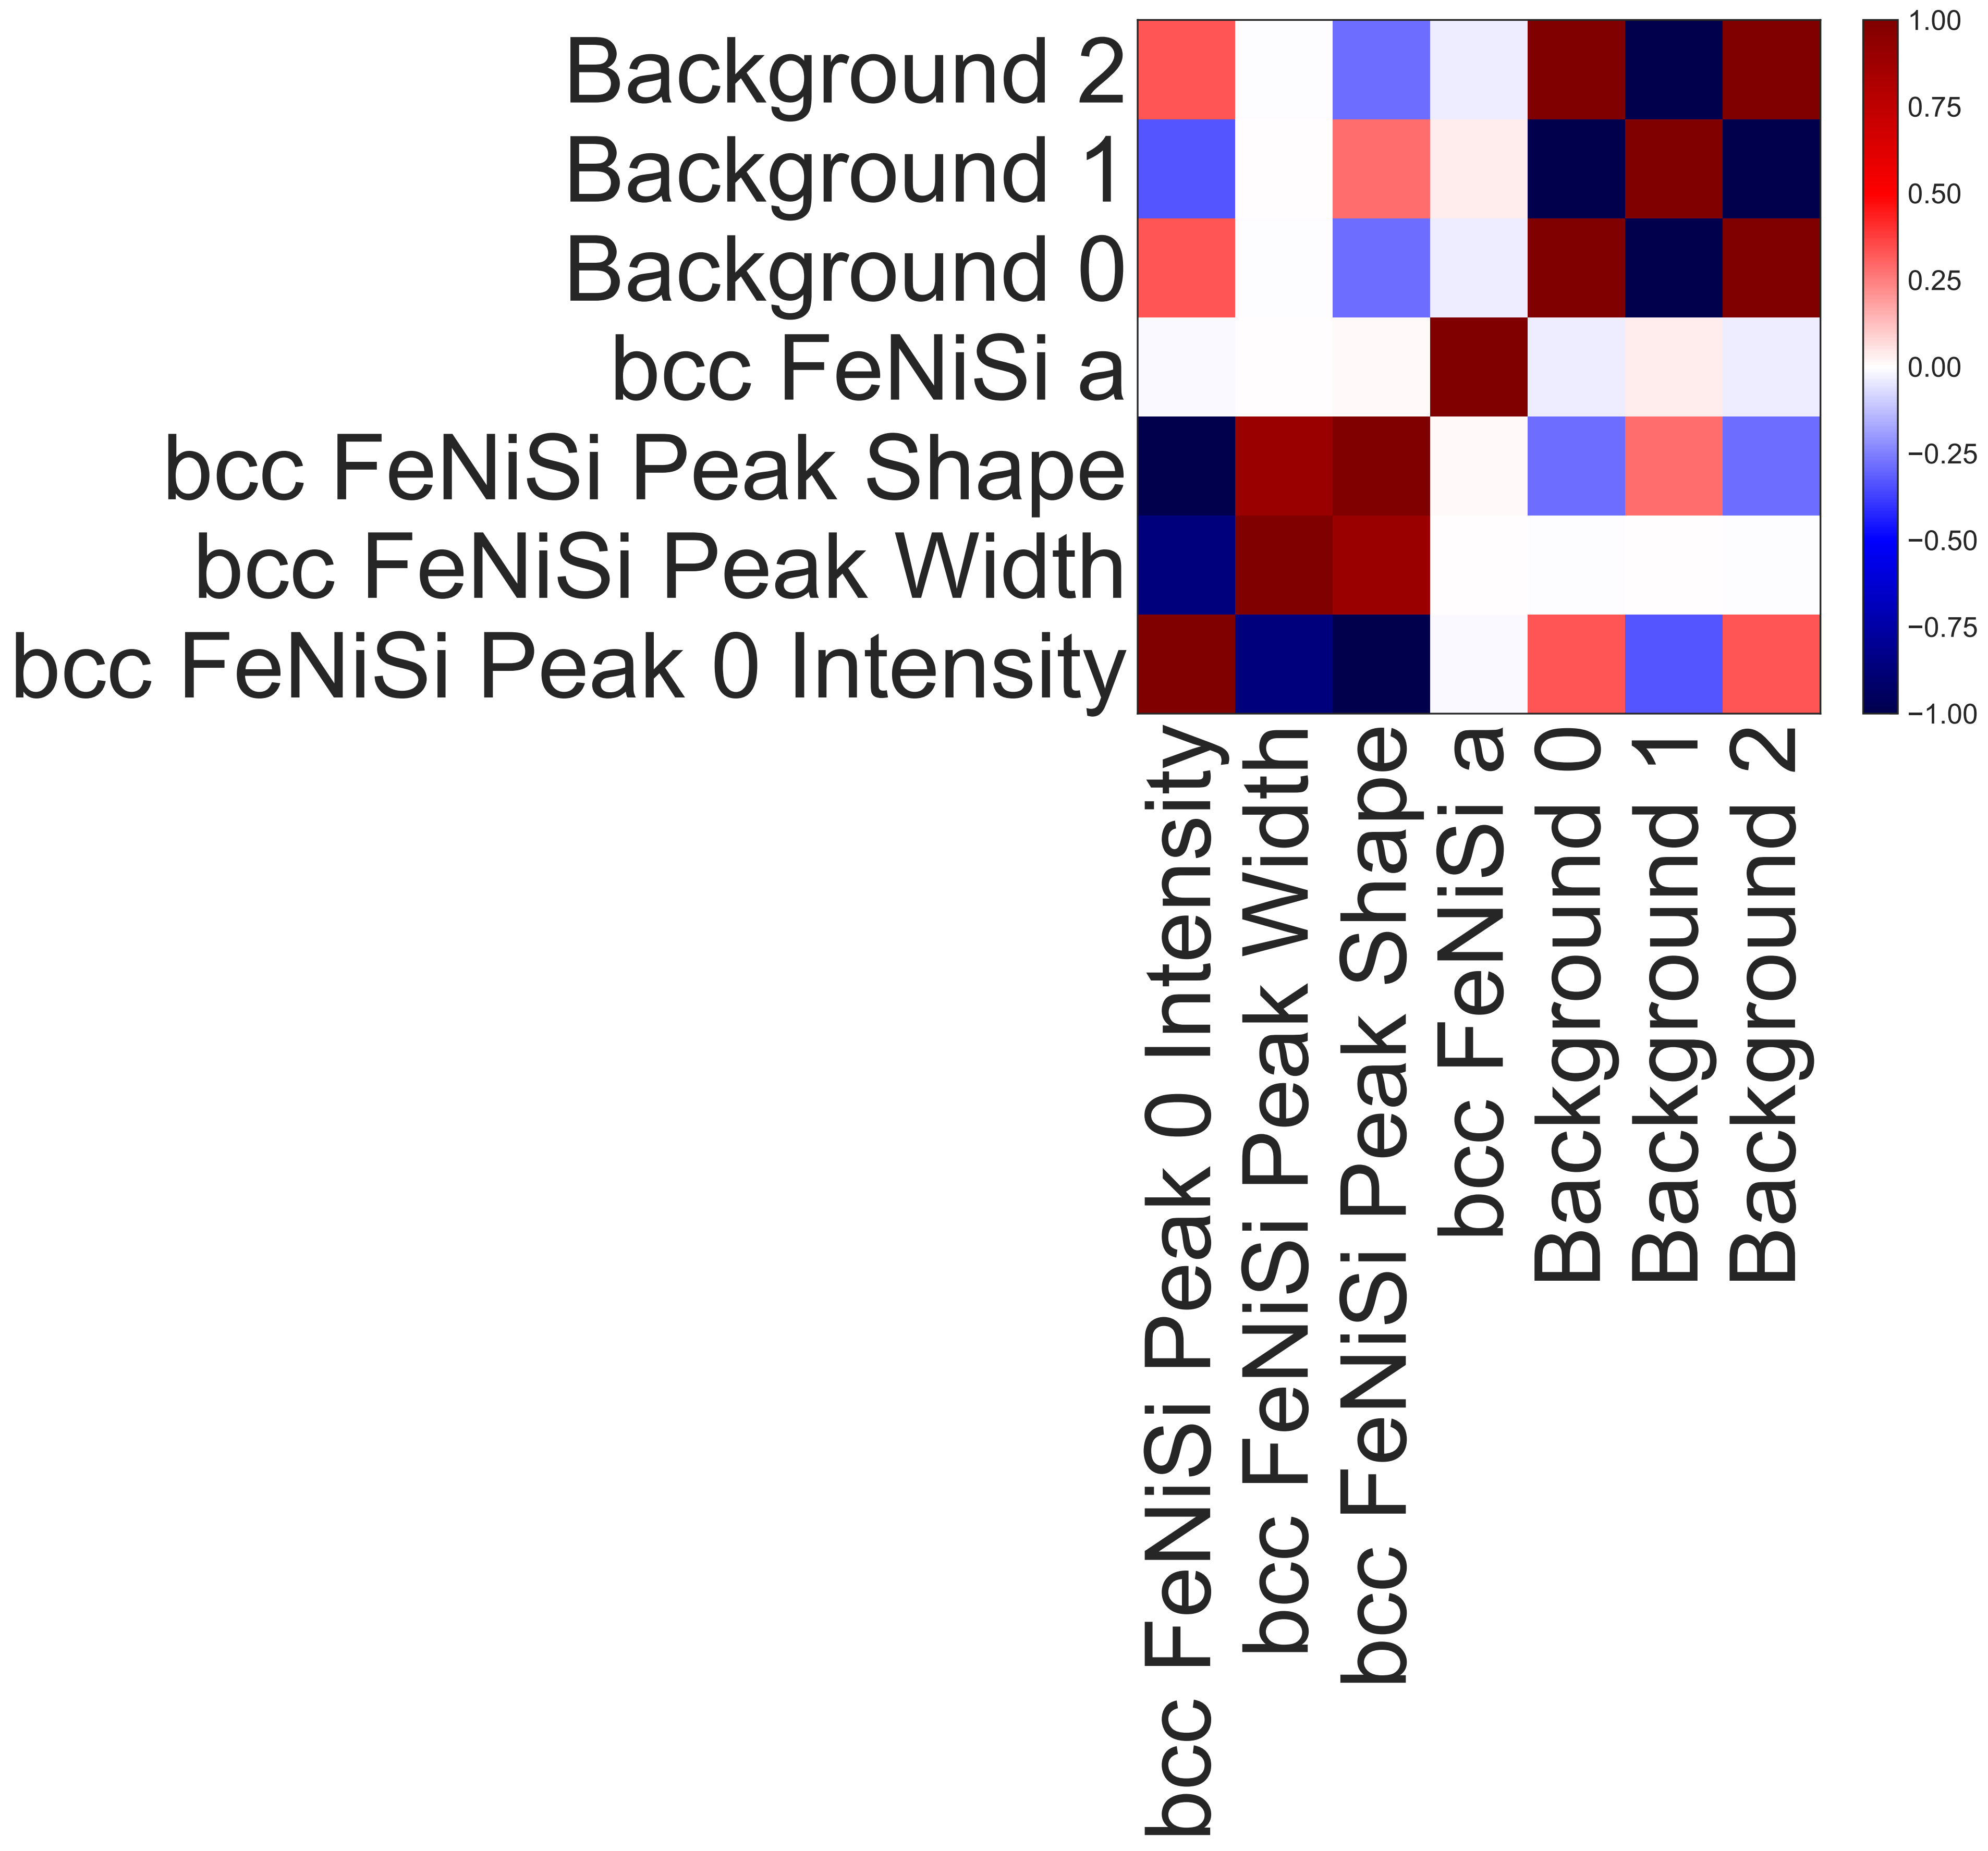 Background 2
Background 1
Background 0
bcc FeNiSi a
bcc FeNiSi Peak Shape
bcc FeNiSi Peak Width
bcc FeNiSi Peak 0 Intensity
bcc FeNiSi Peak 0 Intensity
bcc FeNiSi Peak Width
bcc FeNiSi Peak Shape
bcc FeNiSi a
Background 0
Background 1
Background 2
1.00
0.75
0.50
0.25
0.00
−0.25
−0.50
−0.75
−1.00